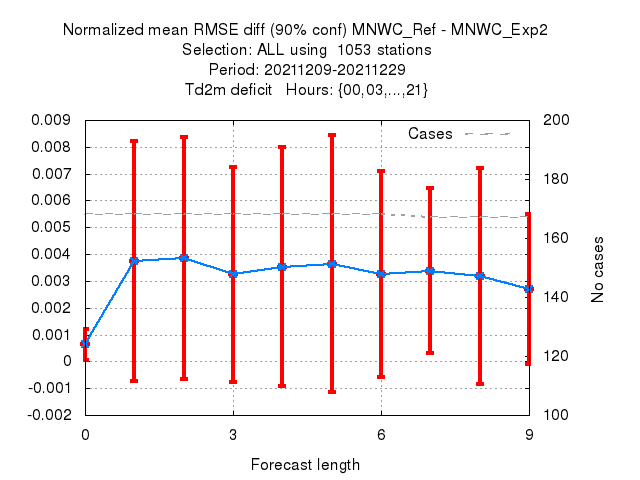 Normalized mean RMSE diff (90% conf) MNWC_Ref - MNWC_Exp2
Selection: ALL using  1053 stations
Period: 20211209-20211229
Td2m deficit   Hours: {00,03,...,21}
Cases
0.009
0.008
0.007
0.006
0.005
0.004
0.003
0.002
0.001
0
-0.001
-0.002
200
180
160
140
120
100
No cases
0 3 6 9
Forecast length